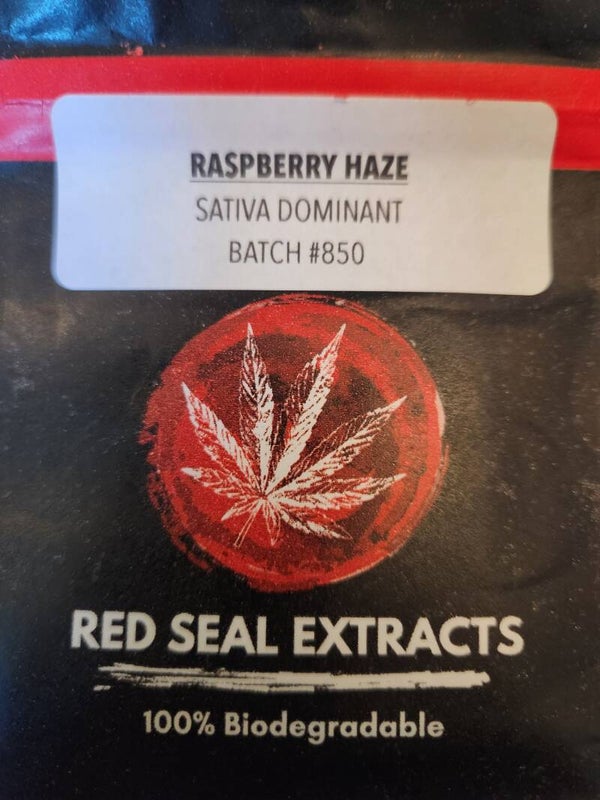 RASPBERRY HAZE
SATIVA DOMINANT
BATCH #850
RED SEAL EXTRACTS
100% Biodegradable